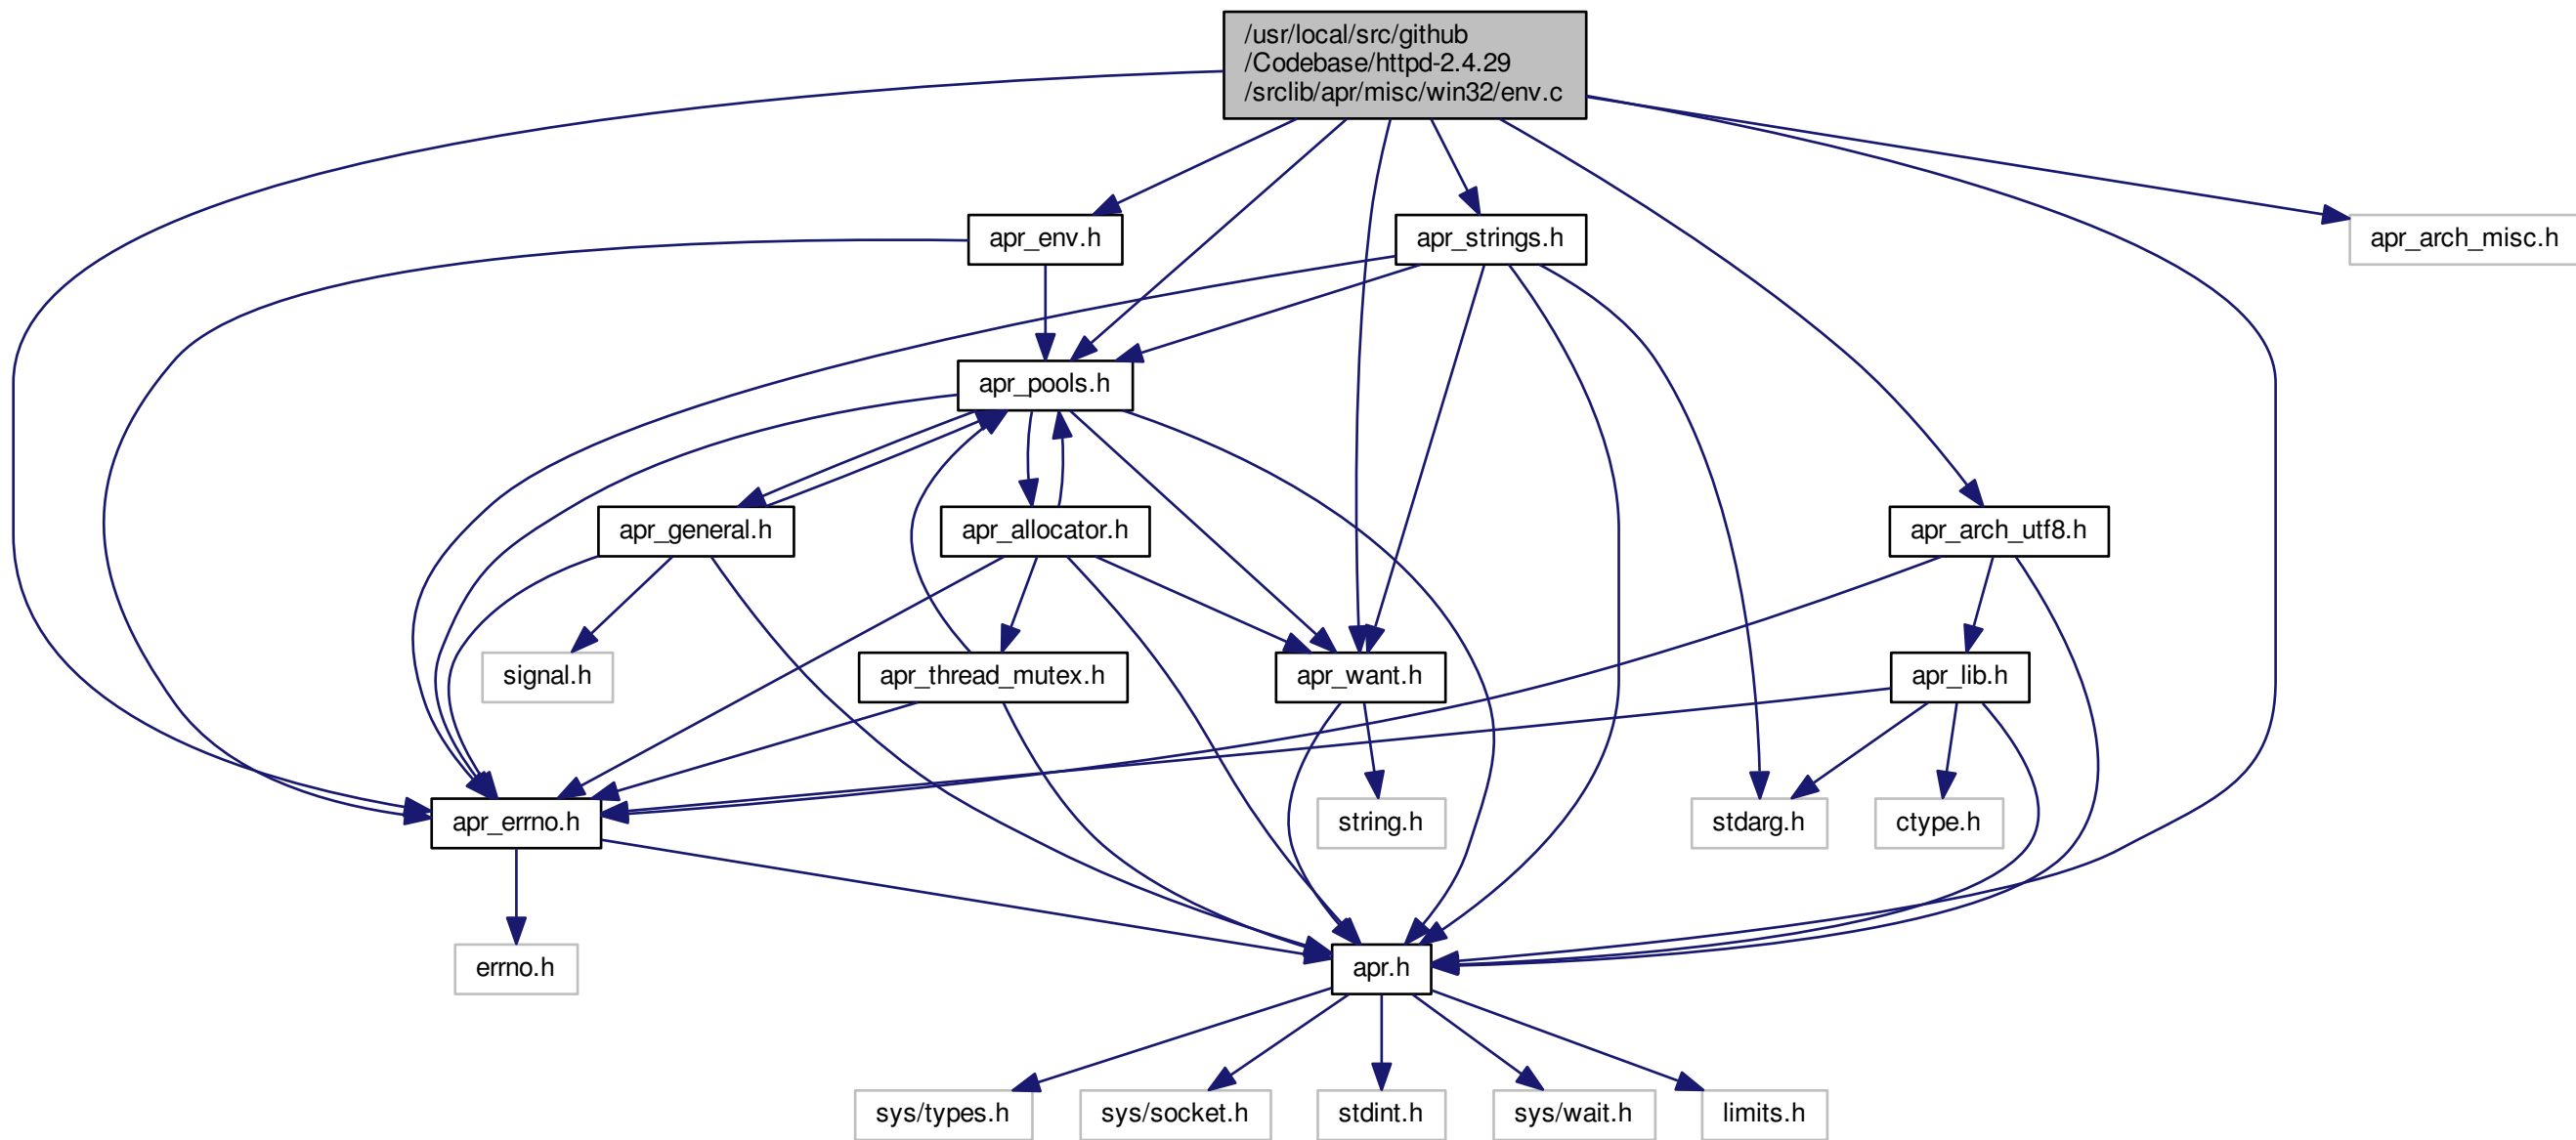 /usr/local/src/github
/Codebase/httpd-2.4.29
/srclib/apr/misc/win32/env.c
apr_env.h
apr_strings.h
apr_arch_misc.h
apr_pools.h
apr_general.h
apr_allocator.h
apr_arch_utf8.h
signal.h
apr_thread_mutex.h
apr_want.h
apr_lib.h
apr_errno.h
string.h
stdarg.h
ctype.h
errno.h
apr.h
sys/types.h
sys/socket.h
stdint.h
sys/wait.h
limits.h